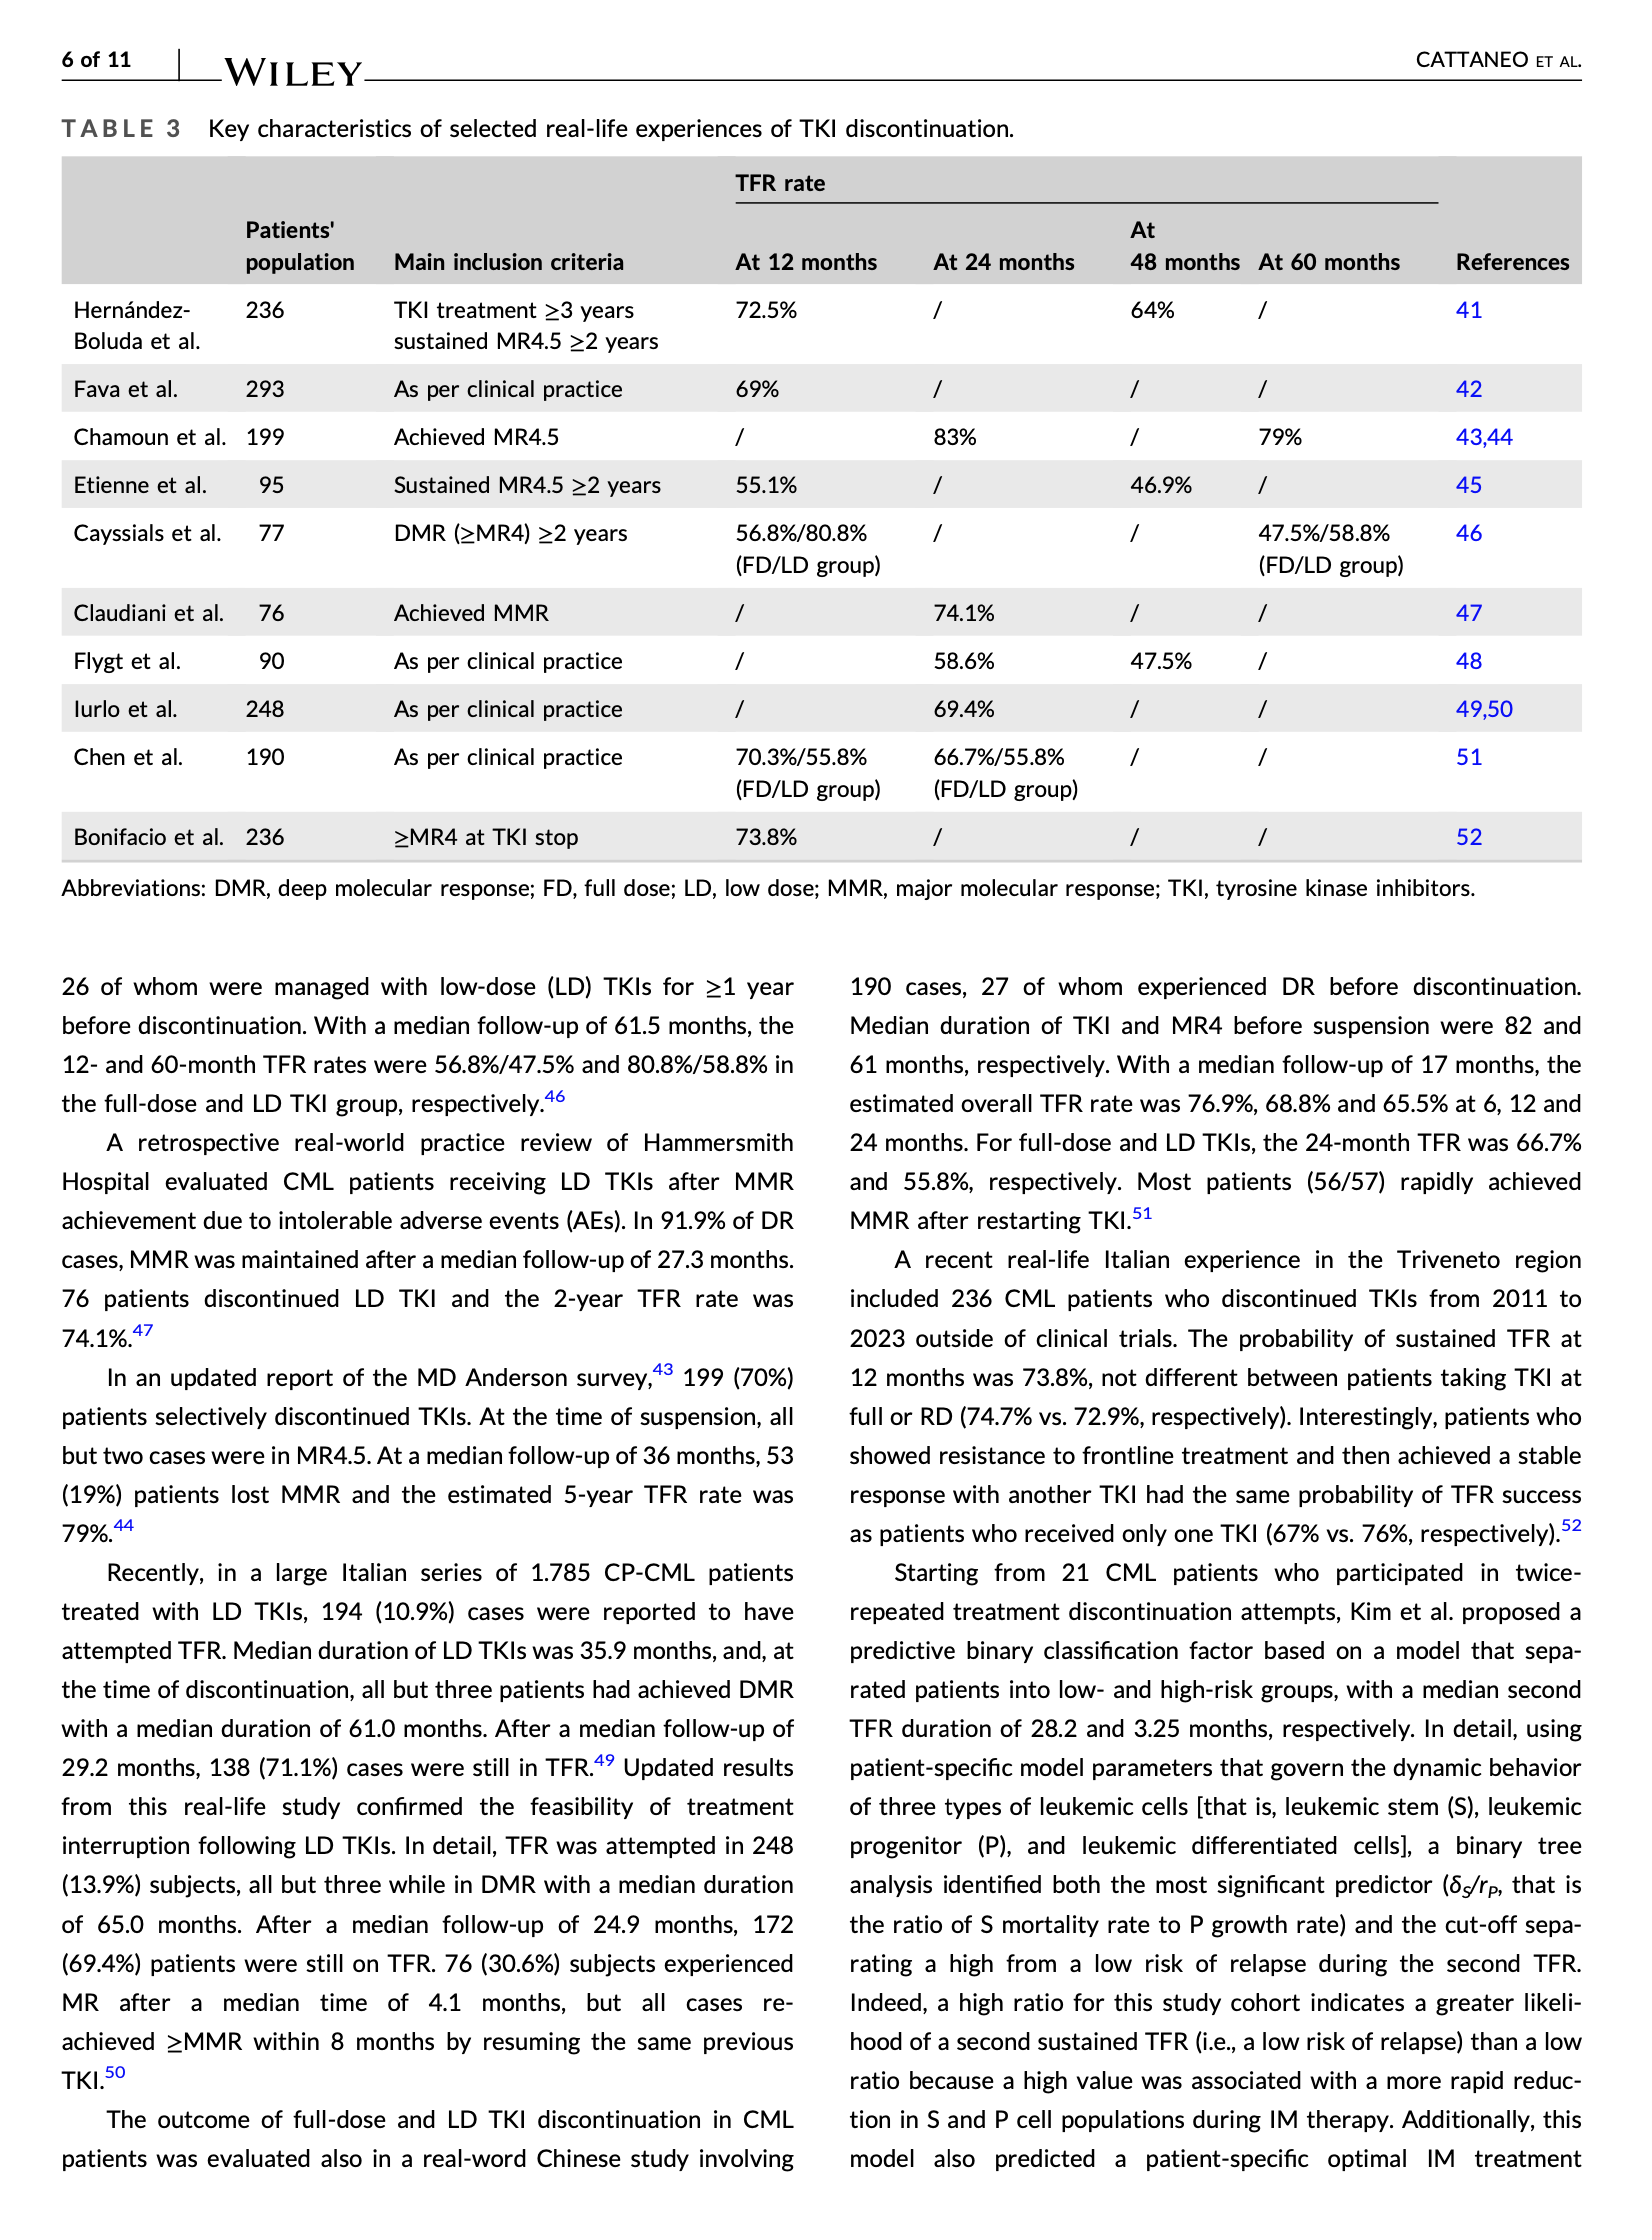 6 of 11
WILEY
CATTANEO ET AL.
TABLE 3 Key characteristics of selected real-life experiences of TKI discontinuation.
TFR rate
Patients' At
population Main inclusion criteria At 12 months At 24 months 48 months At 60 months References
Hernández- 236 TKI treatment ≥3 years 72.5% / 64% / 41
Boluda et al. sustained MR4.5 ≥2 years
Fava et al. 293 As per clinical practice 69% / / / 42
Chamoun et al. 199 Achieved MR4.5 / 83% / 79% 43,44
Etienne et al. 95 Sustained MR4.5 ≥2 years 55.1% / 46.9% / 45
Cayssials et al. 77 DMR (≥MR4) ≥2 years 56.8%/80.8% / / 47.5%/58.8% 46
(FD/LD group) (FD/LD group)
Claudiani et al. 76 Achieved MMR / 74.1% / / 47
Flygt et al. 90 As per clinical practice / 58.6% 47.5% / 48
Iurlo et al. 248 As per clinical practice / 69.4% / / 49,50
Chen et al. 190 As per clinical practice 70.3%/55.8% 66.7%/55.8% / / 51
(FD/LD group) (FD/LD group)
Bonifacio et al. 236 ≥MR4 at TKI stop 73.8% / / / 52
Abbreviations: DMR, deep molecular response; FD, full dose; LD, low dose; MMR, major molecular response; TKI, tyrosine kinase inhibitors.
26 of whom were managed with low-dose (LD) TKIs for ≥1 year
before discontinuation. With a median follow-up of 61.5 months, the
12- and 60-month TFR rates were 56.8%/47.5% and 80.8%/58.8% in
the full-dose and LD TKI group, respectively.46
A retrospective real-world practice review of Hammersmith
Hospital evaluated CML patients receiving LD TKIs after MMR
achievement due to intolerable adverse events (AEs). In 91.9% of DR
cases, MMR was maintained after a median follow-up of 27.3 months.
76 patients discontinued LD TKI and the 2-year TFR rate was
74.1%.47
In an updated report of the MD Anderson survey,43 199 (70%)
patients selectively discontinued TKIs. At the time of suspension, all
but two cases were in MR4.5. At a median follow-up of 36 months, 53
(19%) patients lost MMR and the estimated 5-year TFR rate was
79%.44
Recently, in a large Italian series of 1.785 CP-CML patients
treated with LD TKIs, 194 (10.9%) cases were reported to have
attempted TFR. Median duration of LD TKIs was 35.9 months, and, at
the time of discontinuation, all but three patients had achieved DMR
with a median duration of 61.0 months. After a median follow-up of
29.2 months, 138 (71.1%) cases were still in TFR.49 Updated results
from this real-life study confirmed the feasibility of treatment
interruption following LD TKIs. In detail, TFR was attempted in 248
(13.9%) subjects, all but three while in DMR with a median duration
of 65.0 months. After a median follow-up of 24.9 months, 172
(69.4%) patients were still on TFR. 76 (30.6%) subjects experienced
MR after a median time of 4.1 months, but all cases re-
achieved ≥MMR within 8 months by resuming the same previous
TKI.50
The outcome of full-dose and LD TKI discontinuation in CML
patients was evaluated also in a real-word Chinese study involving
190 cases, 27 of whom experienced DR before discontinuation.
Median duration of TKI and MR4 before suspension were 82 and
61 months, respectively. With a median follow-up of 17 months, the
estimated overall TFR rate was 76.9%, 68.8% and 65.5% at 6, 12 and
24 months. For full-dose and LD TKIs, the 24-month TFR was 66.7%
and 55.8%, respectively. Most patients (56/57) rapidly achieved
MMR after restarting TKI.51
A recent real-life Italian experience in the Triveneto region
included 236 CML patients who discontinued TKIs from 2011 to
2023 outside of clinical trials. The probability of sustained TFR at
12 months was 73.8%, not different between patients taking TKI at
full or RD (74.7% vs. 72.9%, respectively). Interestingly, patients who
showed resistance to frontline treatment and then achieved a stable
response with another TKI had the same probability of TFR success
as patients who received only one TKI (67% vs. 76%, respectively).52
Starting from 21 CML patients who participated in twice-
repeated treatment discontinuation attempts, Kim et al. proposed a
predictive binary classification factor based on a model that sepa-
rated patients into low- and high-risk groups, with a median second
TFR duration of 28.2 and 3.25 months, respectively. In detail, using
patient-specific model parameters that govern the dynamic behavior
of three types of leukemic cells [that is, leukemic stem (S), leukemic
progenitor (P), and leukemic differentiated cells], a binary tree
analysis identified both the most significant predictor (δS/rP, that is
the ratio of S mortality rate to P growth rate) and the cut-off sepa-
rating a high from a low risk of relapse during the second TFR.
Indeed, a high ratio for this study cohort indicates a greater likeli-
hood of a second sustained TFR (i.e., a low risk of relapse) than a low
ratio because a high value was associated with a more rapid reduc-
tion in S and P cell populations during IM therapy. Additionally, this
model also predicted a patient-specific optimal IM treatment